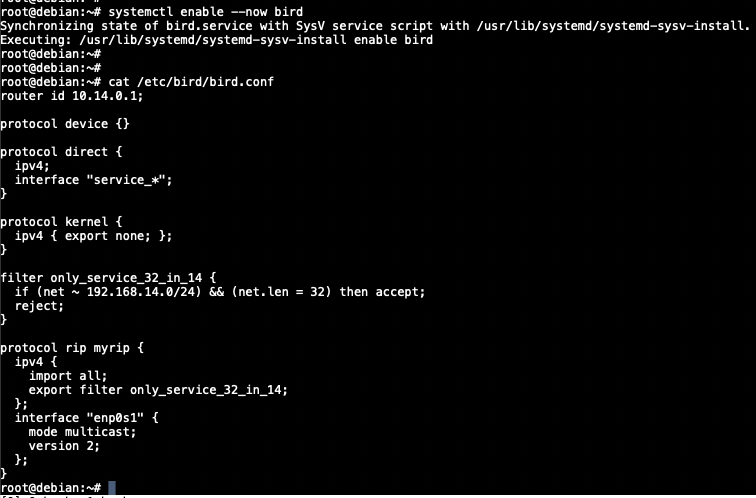 root@debian:~# systemctl enable --now bird
Synchronizing state of bird.service with SysV service script with /usr/lib/systemd/systemd-sysv-install.
Executing: /usr/lib/systemd/systemd-sysv-install enable bird
root@debian:~#
root@debian:~#
root@debian:~# cat /etc/bird/bird.conf
router id 10.14.0.1;
protocol device {}
protocol direct {
  ipv4;
  interface "service_*";
}
protocol kernel {
  ipv4 { export none; };
}
filter only_service_32_in_14 {
  if (net ~ 192.168.14.0/24) && (net.len = 32) then accept;
  reject;
}
protocol rip myrip {
  ipv4 {
    import all;
    export filter only_service_32_in_14;
  };
  interface "enp0s1" {
    mode multicast;
    version 2;
  };
}
root@debian:~#